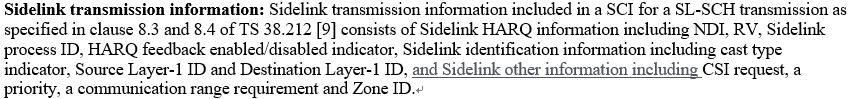 Sidelink transmission information: Sidelink transmission information included in a SCI for a SL-SCH transmission as
specified in clause 8.3 and 8.4 of TS 38.212 [9] consists of Sidelink HARQ information including NDI, RV, Sidelink
process ID, HARQ feedback enabled/disabled indicator, Sidelink identification information including cast type
indicator, Source Layer-1 ID and Destination Layer-1 ID, and Sidelink other information including CSI request, a
priority, a communication range requirement and Zone ID.↵